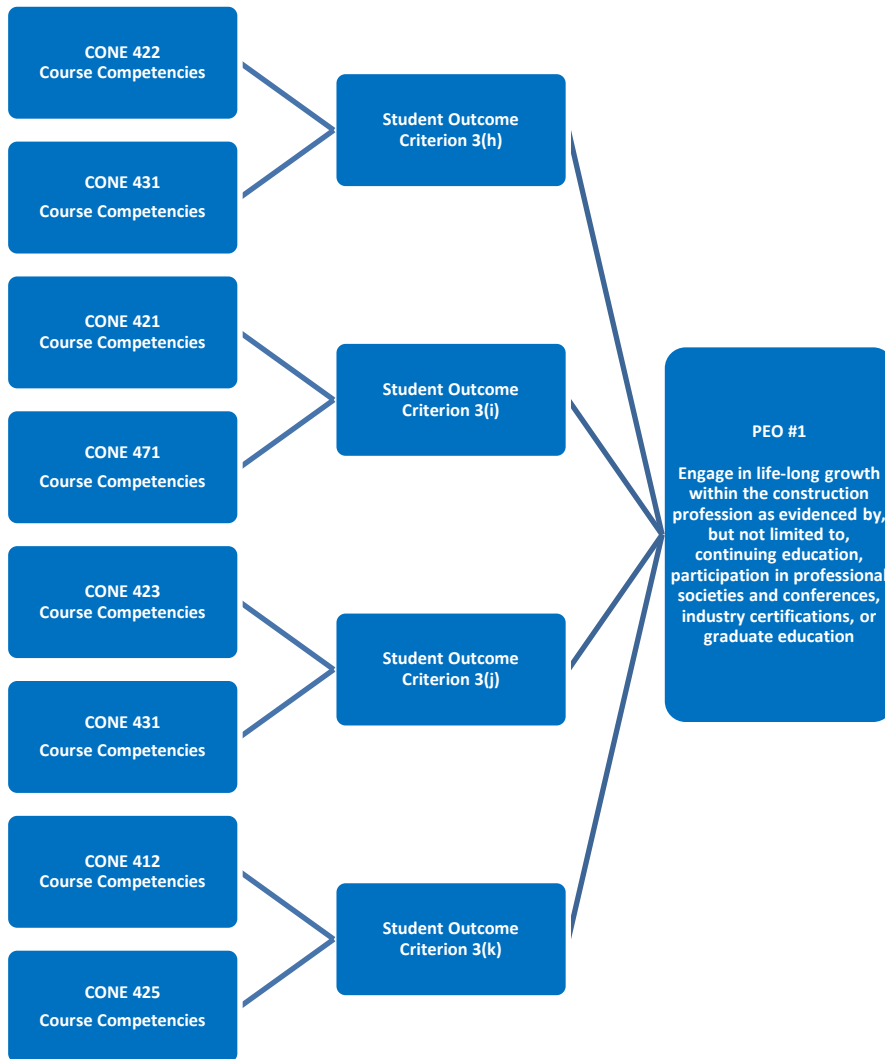 CONE 422
Course Competencies
CONE 431
Course Competencies
Student Outcome
Criterion 3(h)
CONE 421
Course Competencies
CONE 471
Course Competencies
Student Outcome
Criterion 3(i)
CONE 423
Course Competencies
CONE 431
Course Competencies
Student Outcome
Criterion 3(j)
CONE 412
Course Competencies
CONE 425
Course Competencies
Student Outcome
Criterion 3(k)
PEO #1
Engage in life-long growth
within the construction
profession as evidenced by,
but not limited to,
continuing education,
participation in professional
societies and conferences,
industry certifications, or
graduate education